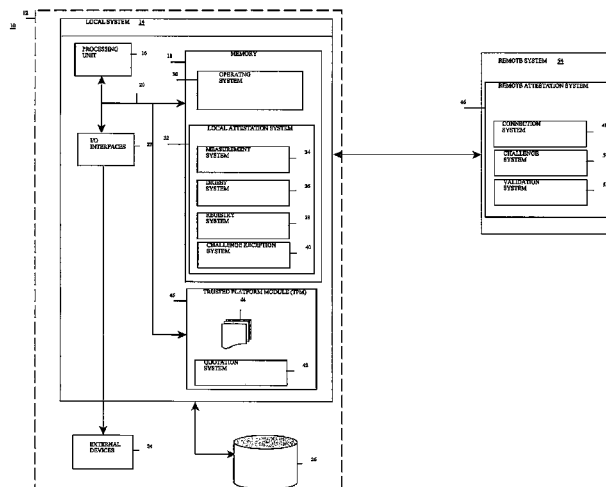 12
10
LOCAL SYSTEM 14
PROCESSING
UNIT
16
20
I/O
INTERFACES
22
18
MEMORY
30
OPERATING
SYSTEM
32
LOCAL ATTESTATION SYSTEM
MEASUREMENT
SYSTEM
34
DIGEST
SYSTEM
36
REGISTRY
SYSTEM
38
CHALLENGE RECEPTION
SYSTEM
40
45
TRUSTED PLATFORM MODULE (TPM)
44
QUOTATION
SYSTEM
42
EXTERNAL
DEVICES
24
26
REMOTE SYSTEM
REMOTE ATTESTATION SYSTEM
46
CONNECTION
SYSTEM
CHALLENGE
SYSTEM
VALIDATION
SYSTEM